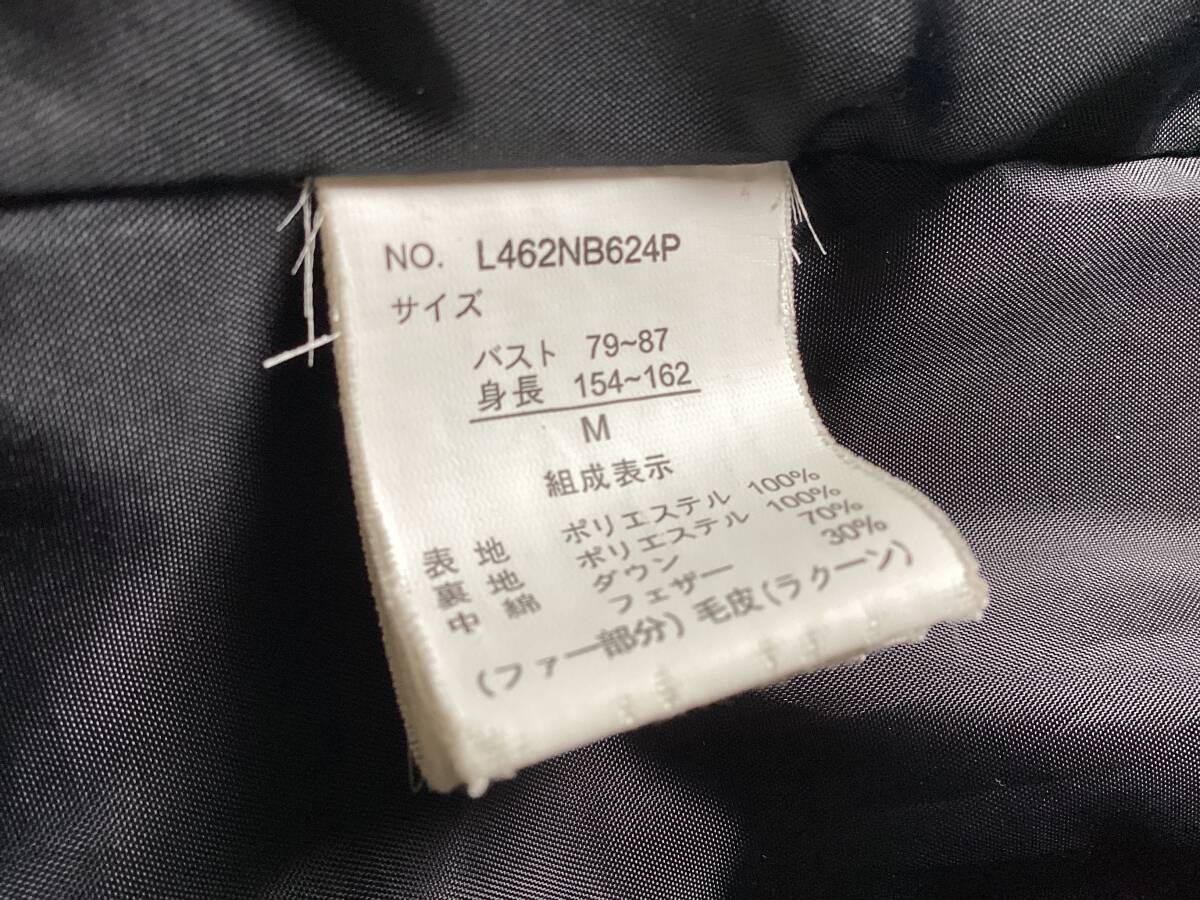 NO. L462NB624P
サイズ
バスト 79~87
身長 154~162
M
組成表示
表地 ポリエステル 100%
裏地 ポリエステル 100%
中綿 ダウン 70%
フェザー 30%
(ファー部分)毛皮(ラクーン)